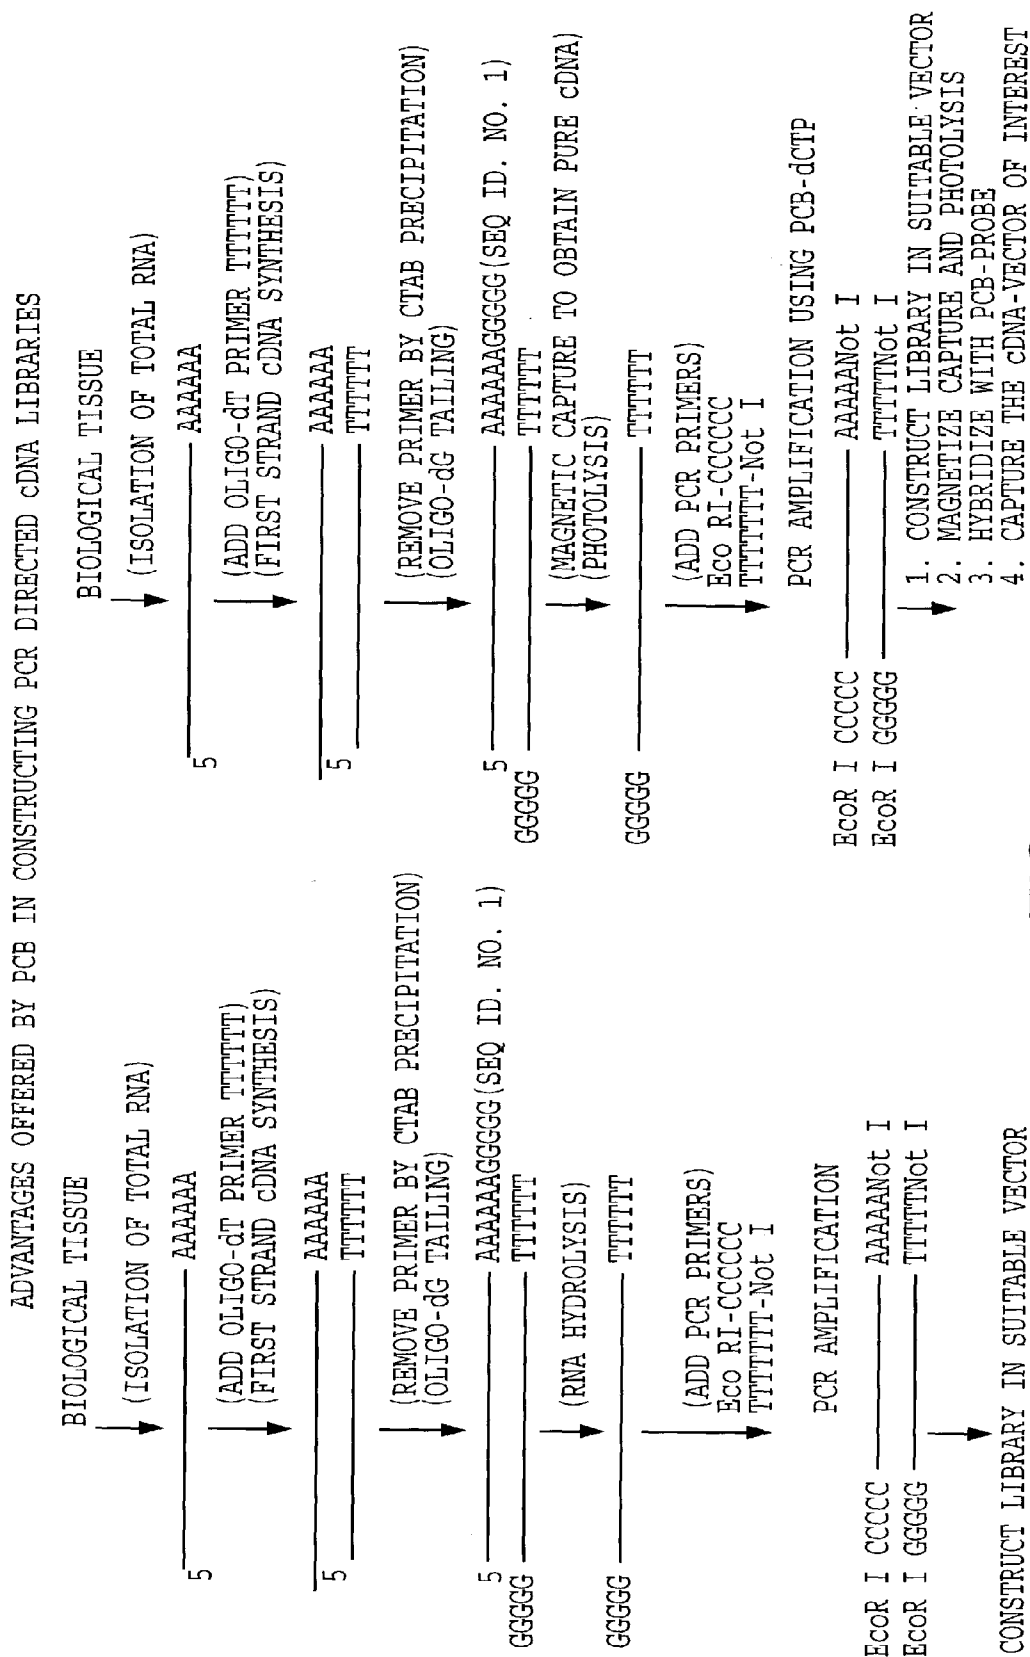 ADVANTAGES OFFERED BY PCB IN CONSTRUCTING PCR DIRECTED cDNA LIBRARIES
BIOLOGICAL TISSUE
(ISOLATION OF TOTAL RNA)
5 AAAAAA
(ADD OLIGO-dT PRIMER TTTTTT)
(FIRST STRAND cDNA SYNTHESIS)
5 AAAAAA
TTTTTT
(REMOVE PRIMER BY CTAB PRECIPITATION)
(OLIGO-dG TAILING)
5 AAAAAAGGGGG(SEQ ID. NO. 1)
GGGGG TTTTTT
(RNA HYDROLYSIS)
GGGGG TTTTTT
(ADD PCR PRIMERS)
Eco RI-CCCCCC
TTTTTTT-Not I
PCR AMPLIFICATION
EcoR I CCCCC AAAAANot I
EcoR I GGGGG TTTTTNot I
CONSTRUCT LIBRARY IN SUITABLE VECTOR
BIOLOGICAL TISSUE
(ISOLATION OF TOTAL RNA)
5 AAAAAA
(ADD OLIGO-dT PRIMER TTTTTT)
(FIRST STRAND cDNA SYNTHESIS)
5 AAAAAA
TTTTTT
(REMOVE PRIMER BY CTAB PRECIPITATION)
(OLIGO-dG TAILING)
5 AAAAAAGGGGG(SEQ ID. NO. 1)
GGGGG TTTTTT
(MAGNETIC CAPTURE TO OBTAIN PURE cDNA)
(PHOTOLYSIS)
GGGGG TTTTTT
(ADD PCR PRIMERS)
Eco RI-CCCCCC
TTTTTTT-Not I
PCR AMPLIFICATION USING PCB-dCTP
EcoR I CCCCC AAAAANot I
EcoR I GGGGG TTTTTNot I
1. CONSTRUCT LIBRARY IN SUITABLE VECTOR
2. MAGNETIZE CAPTURE AND PHOTOLYSIS
3. HYBRIDIZE WITH PCB-PROBE
4. CAPTURE THE cDNA-VECTOR OF INTEREST